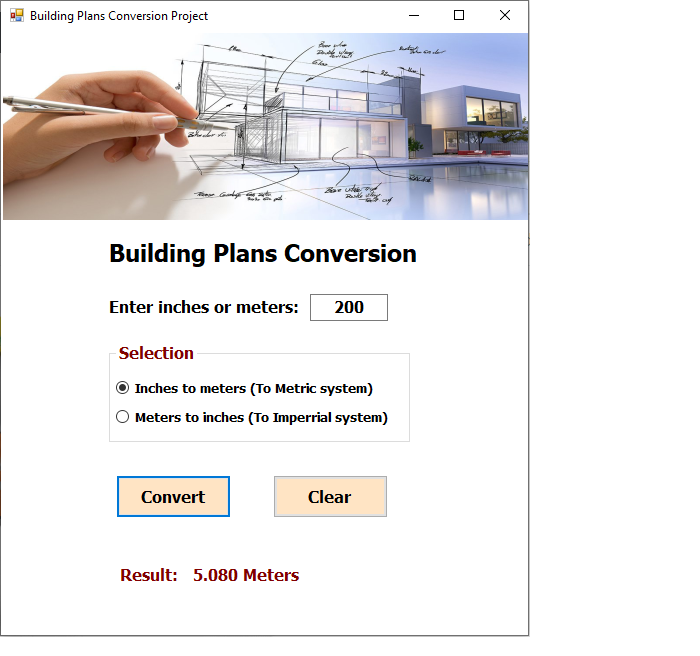 Building Plans Conversion Project
Building Plans Conversion
Enter inches or meters: 200
Selection
Inches to meters (To Metric system)
Meters to inches (To Imperrial system)
Convert Clear
Result: 5.080 Meters